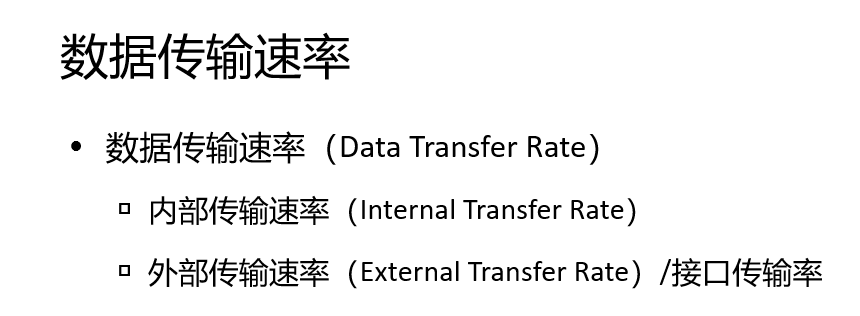 数据传输速率
• 数据传输速率（Data Transfer Rate）
▫ 内部传输速率（Internal Transfer Rate）
▫ 外部传输速率（External Transfer Rate）/接口传输率